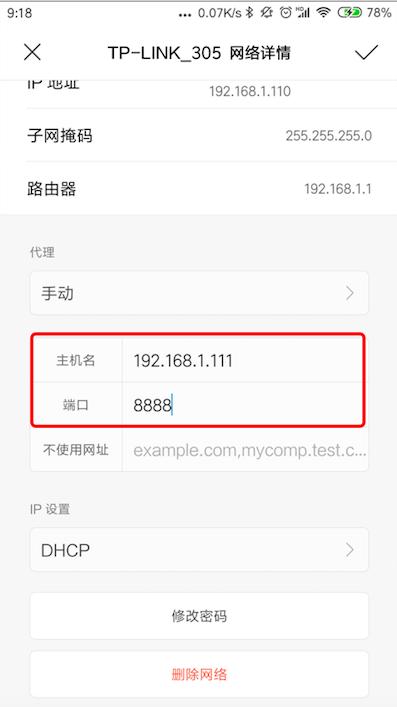 9:18 ... 0.07K/s 78%
TP-LINK_305 网络详情
IP 地址 192.168.1.110
子网掩码 255.255.255.0
路由器 192.168.1.1
代理
手动
主机名 192.168.1.111
端口 8888
不使用网址 example.com,mycomp.test.c...
IP 设置
DHCP
修改密码
删除网络